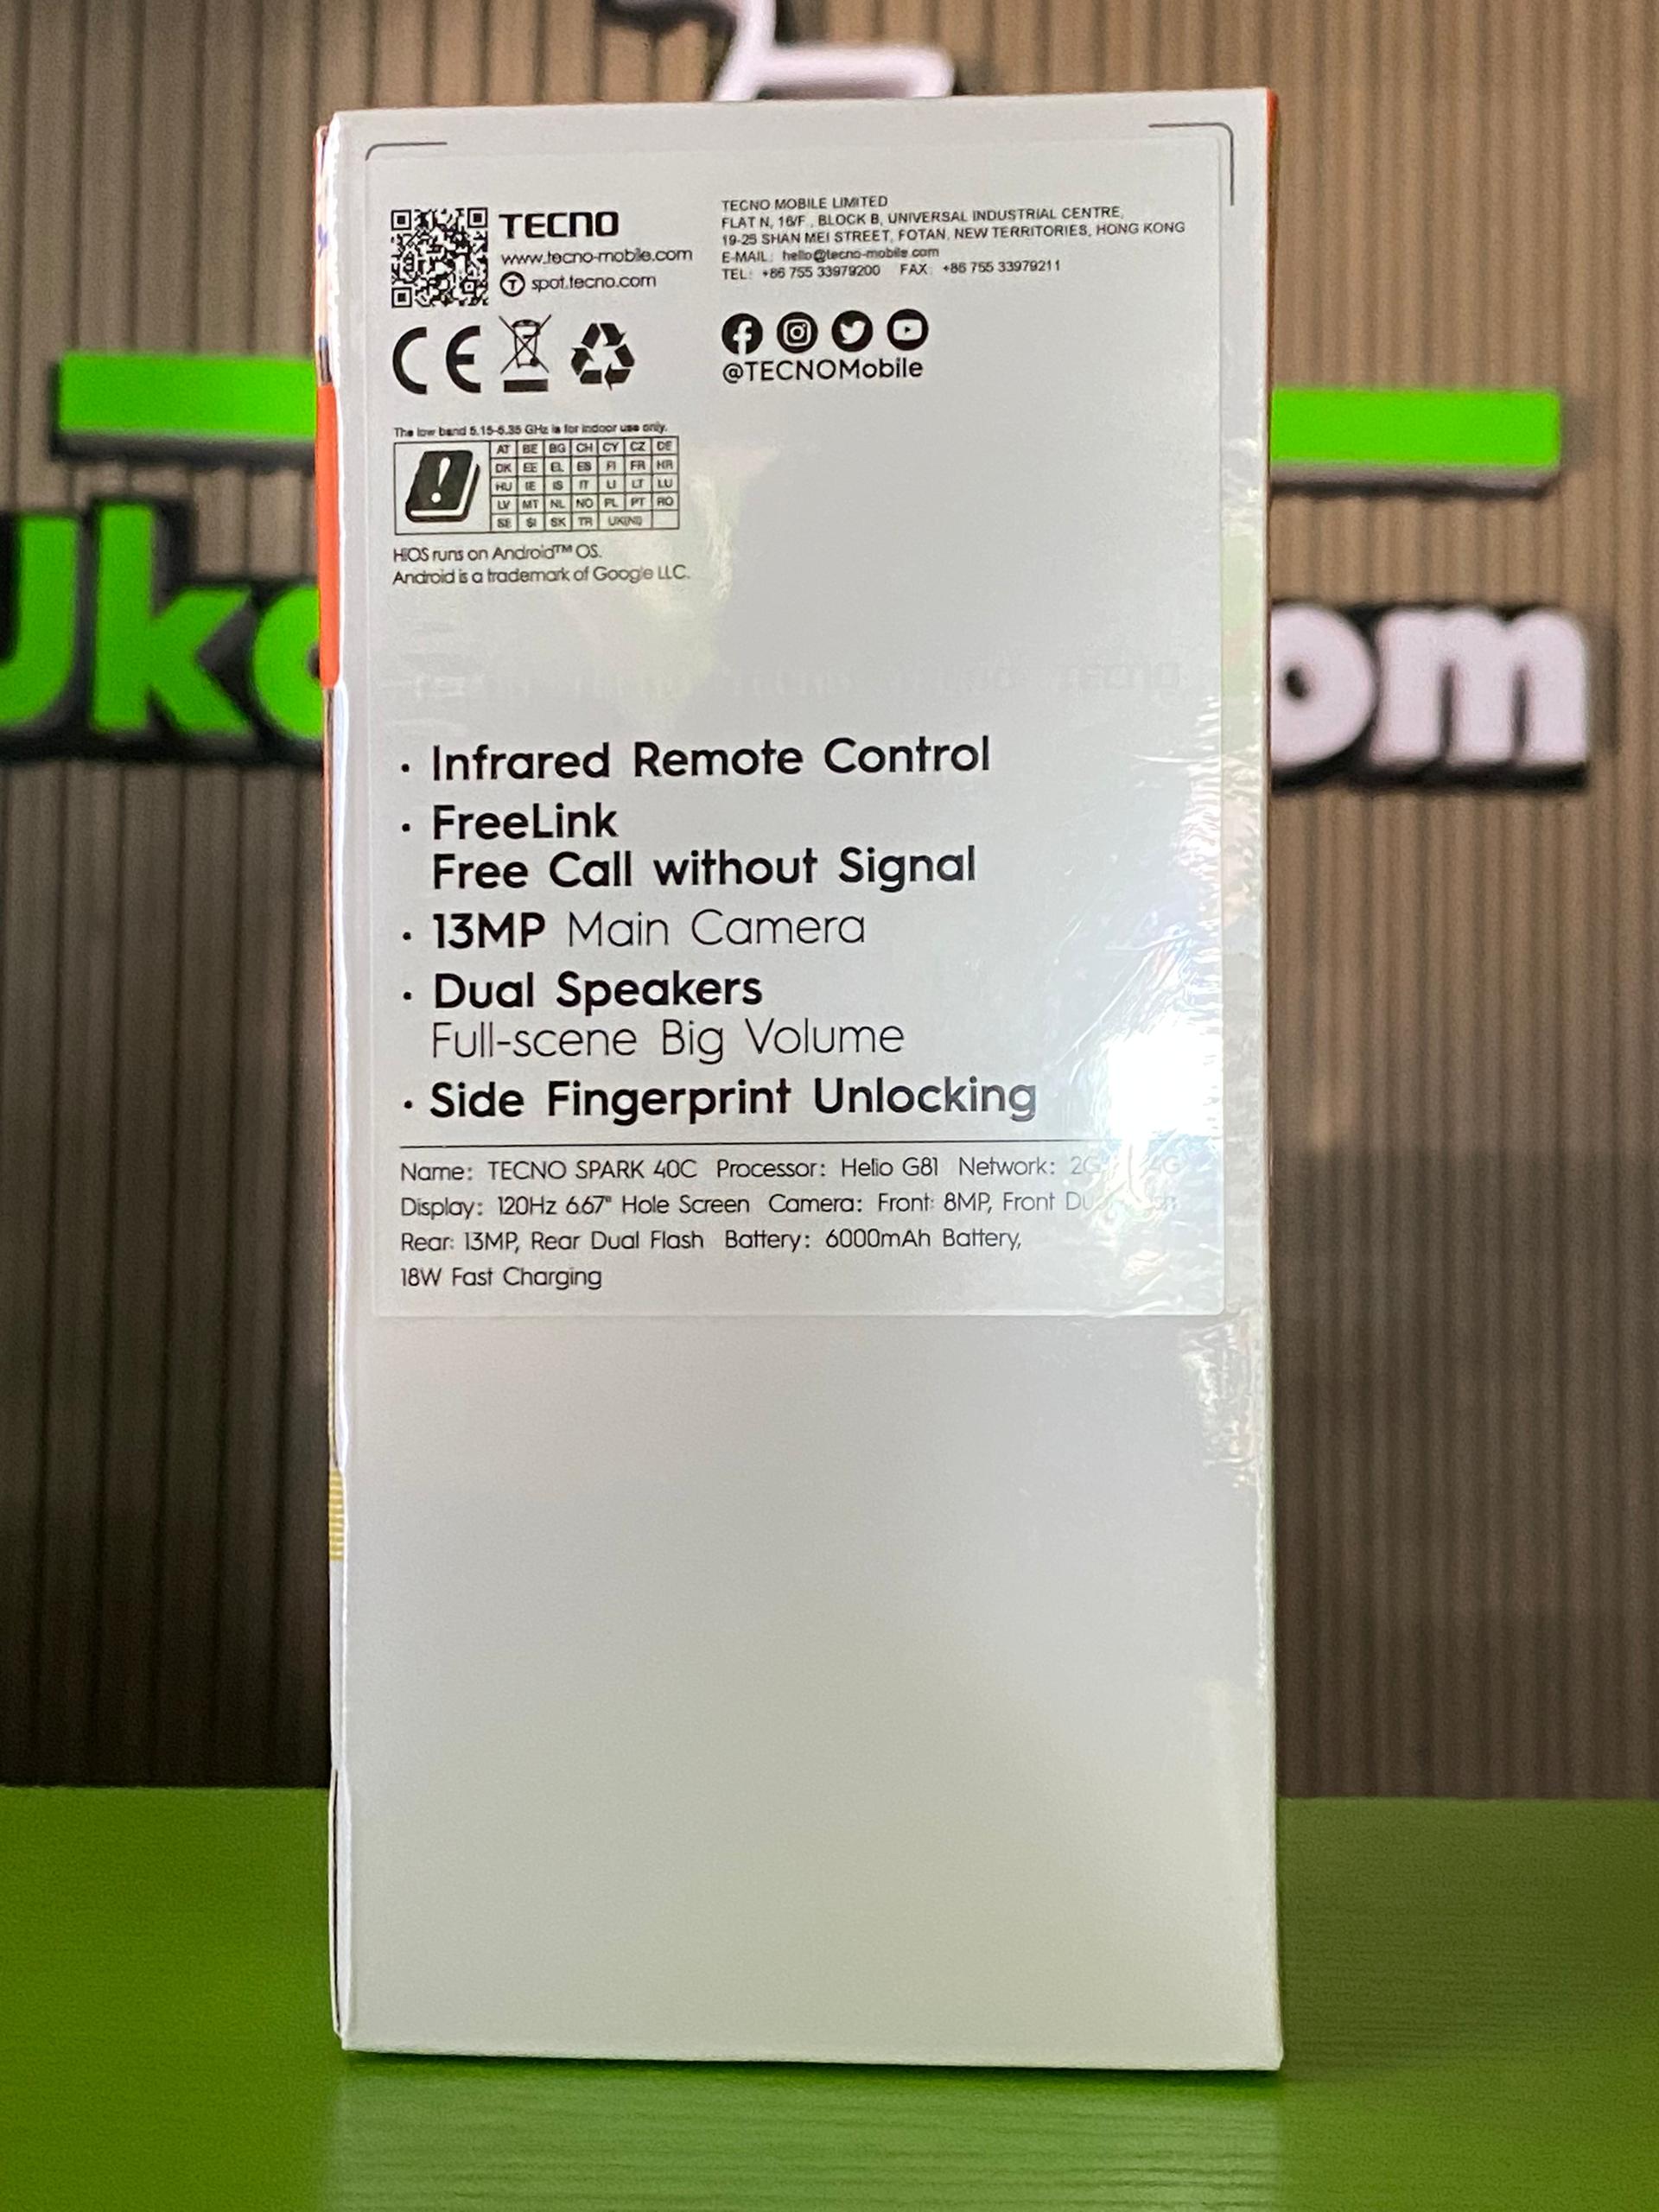 TECNO
www.tecno-mobile.com
spot.tecno.com
TECNO MOBILE LIMITED
FLAT N, 16/F , BLOCK B, UNIVERSAL INDUSTRIAL CENTRE,
19-25 SHAN MEI STREET, FOTAN, NEW TERRITORIES, HONG KONG
E-MAIL: hello@tecno-mobile.com
TEL: +86 755 33979200 FAX: +86 755 33979211
CE
@TECNOMobile
The low band 5.15-5.35 GHz is for indoor use only.
AT BE BG CH CY CZ DE
DK EE EL ES FI FR HR
HU IE IS IT LI LT LU
LV MT NL NO PL PT RO
SE SI SK TR UK(NI)
HiOS runs on Android™ OS.
Android is a trademark of Google LLC.
· Infrared Remote Control
· FreeLink
Free Call without Signal
· 13MP Main Camera
· Dual Speakers
Full-scene Big Volume
· Side Fingerprint Unlocking
Name: TECNO SPARK 40C Processor: Helio G81 Network: 2G
Display: 120Hz 6.67" Hole Screen Camera: Front: 8MP, Front
Rear: 13MP, Rear Dual Flash Battery: 6000mAh Battery,
18W Fast Charging